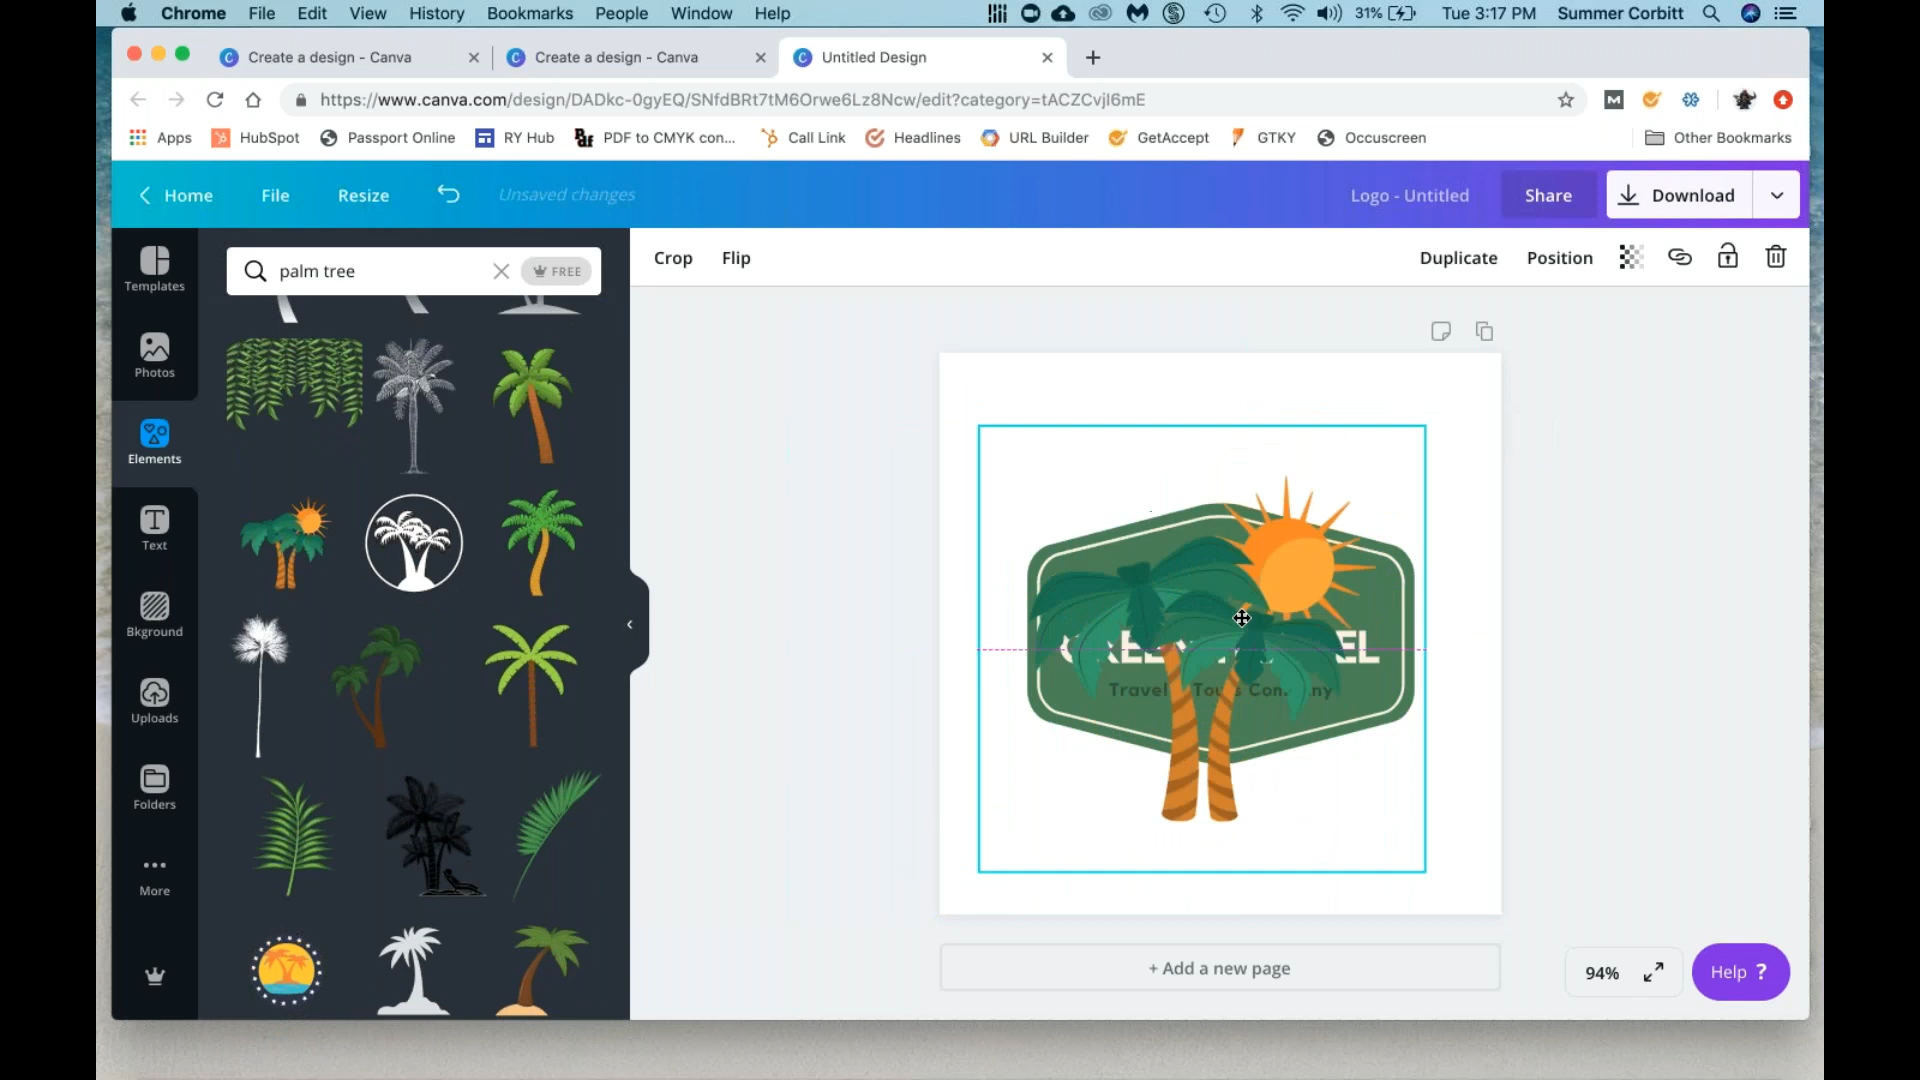 Chrome File Edit View History Bookmarks People Window Help 31% Tue 3:17 PM Summer Corbitt
Create a design - Canva Create a design - Canva Untitled Design
https://www.canva.com/design/DADkc-0gyEQ/SNfdBRt7tM6Orwe6Lz8Ncw/edit?category=tACZCvjI6mE
Apps HubSpot Passport Online RY Hub PDF to CMYK con... Call Link Headlines URL Builder GetAccept GTKY Occuscreen Other Bookmarks
Home File Resize Unsaved changes Logo - Untitled Share Download
palm tree FREE
Crop Flip Duplicate Position
Templates
Photos
Elements
Text
Bkground
Uploads
Folders
More
Travel
+ Add a new page
94% Help ?